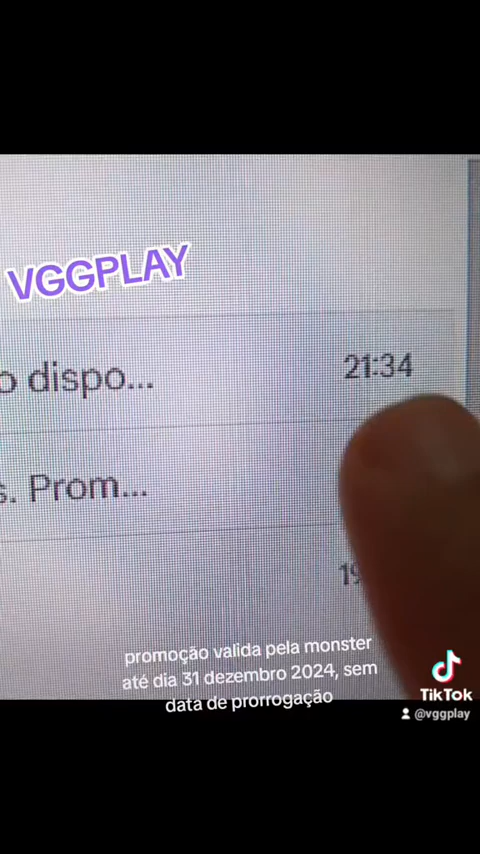 VGGPLAY
o dispo... 21:34
s. Prom...
19
promoção valida pela monster
até dia 31 dezembro 2024, sem
data de prorrogação
TikTok
@vggplay